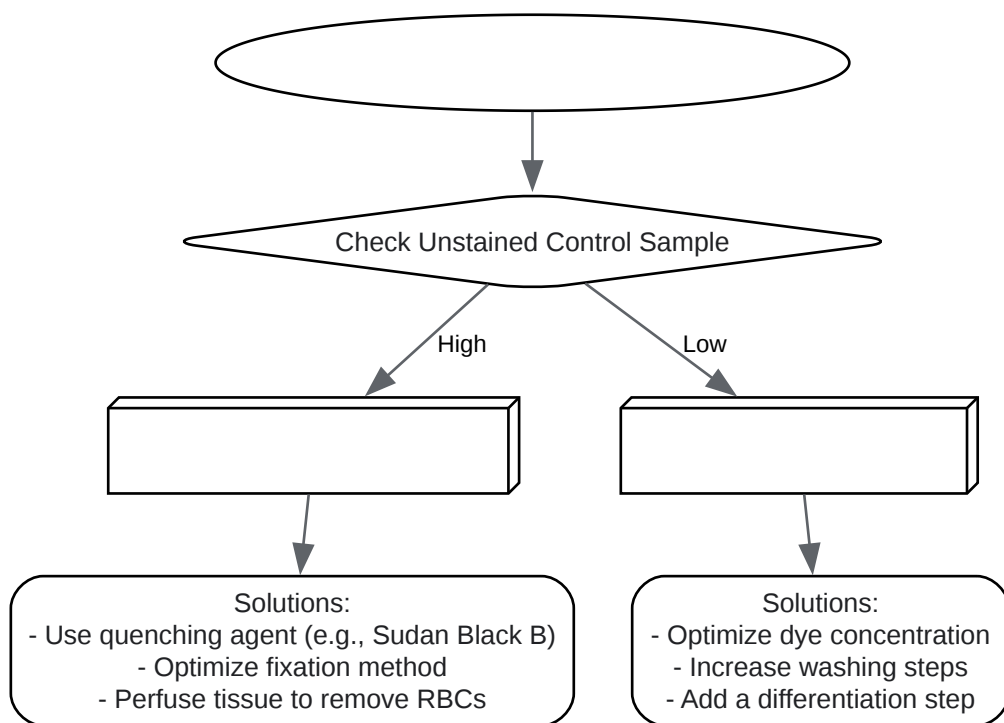 Check Unstained Control Sample
High
Low
Solutions:
- Use quenching agent (e.g., Sudan Black B)
- Optimize fixation method
- Perfuse tissue to remove RBCs
Solutions:
- Optimize dye concentration
- Increase washing steps
- Add a differentiation step